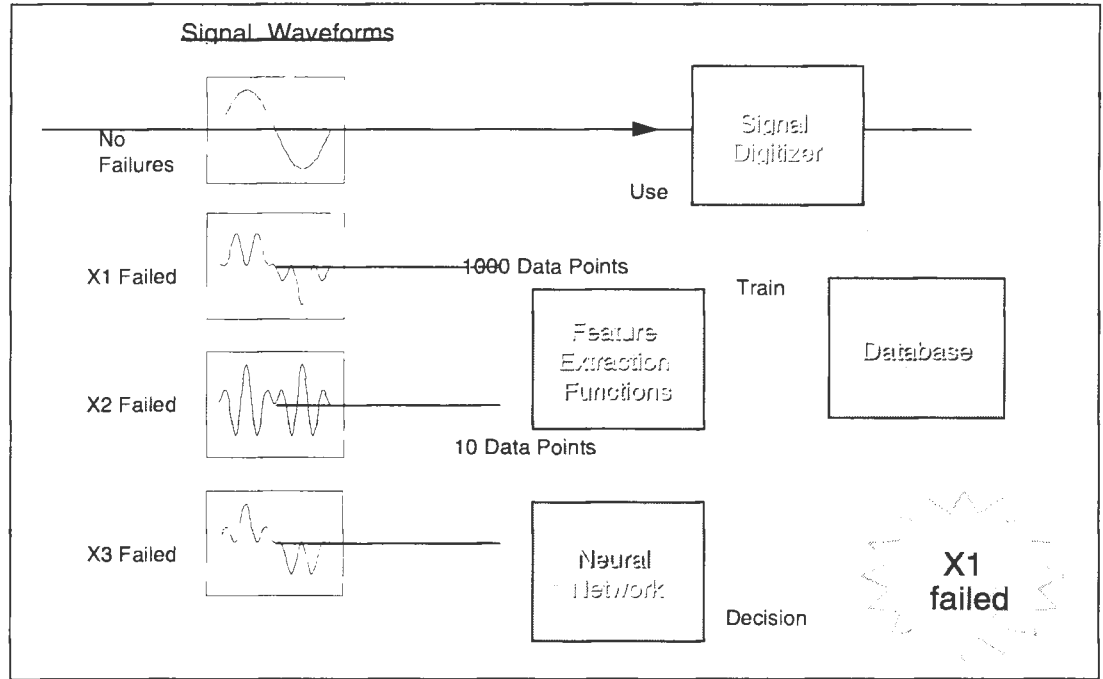 Signal Waveforms
No
Failures
Signal
Digitizer
Use
X1 Failed
1000 Data Points
Train
Feature
Extraction
Functions
Database
X2 Failed
10 Data Points
X3 Failed
Neural
Network
Decision
X1
failed